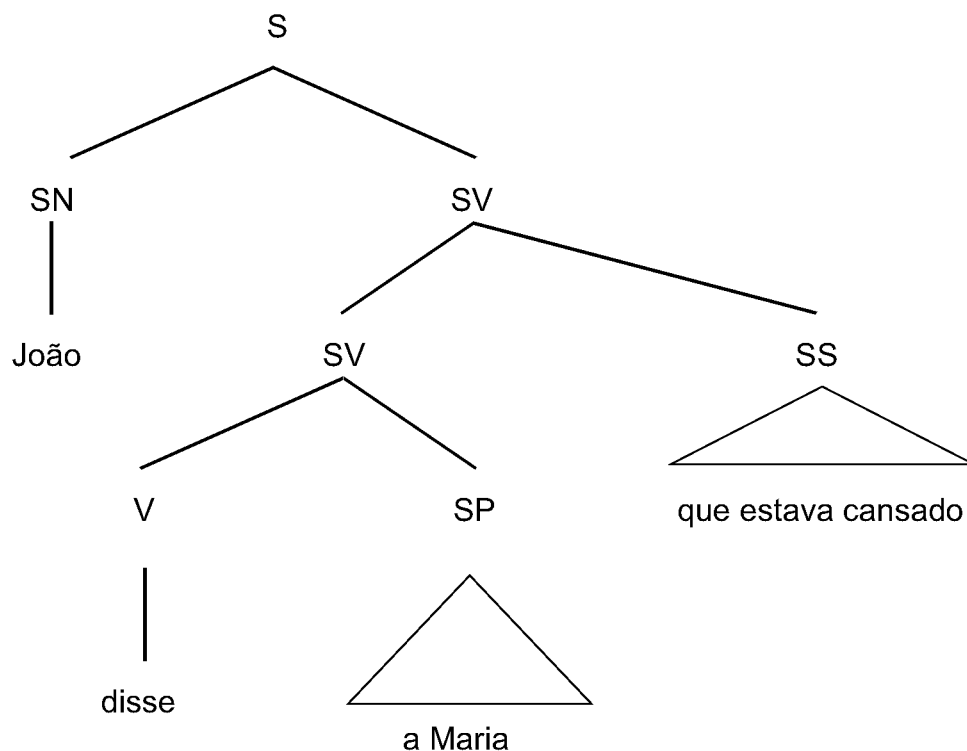 S
SN SV
João SV SS
V SP que estava cansado
disse
a Maria